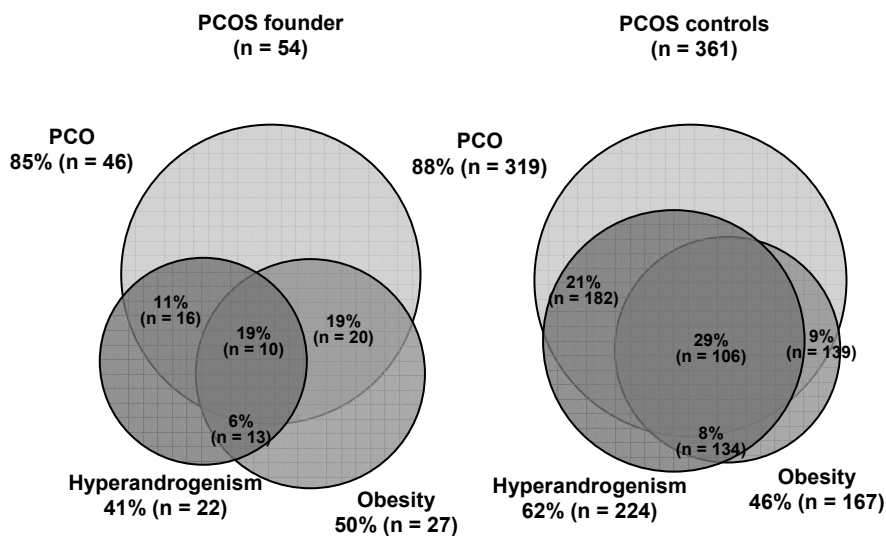 PCOS founder
(n = 54)
PCO
85% (n = 46)
11%
(n = 16)
19%
(n = 10)
19%
(n = 20)
6%
(n = 13)
Hyperandrogenism
41% (n = 22)
Obesity
50% (n = 27)
PCOS controls
(n = 361)
PCO
88% (n = 319)
21%
(n = 182)
29%
(n = 106)
9%
(n = 139)
8%
(n = 134)
Hyperandrogenism
62% (n = 224)
Obesity
46% (n = 167)